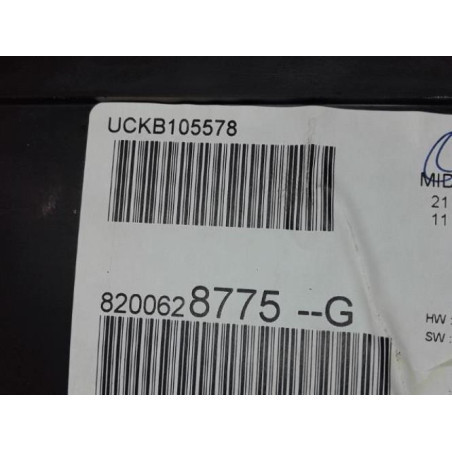 UCKB105578
MID
21
11
8200628775 --G
HW :
SW :